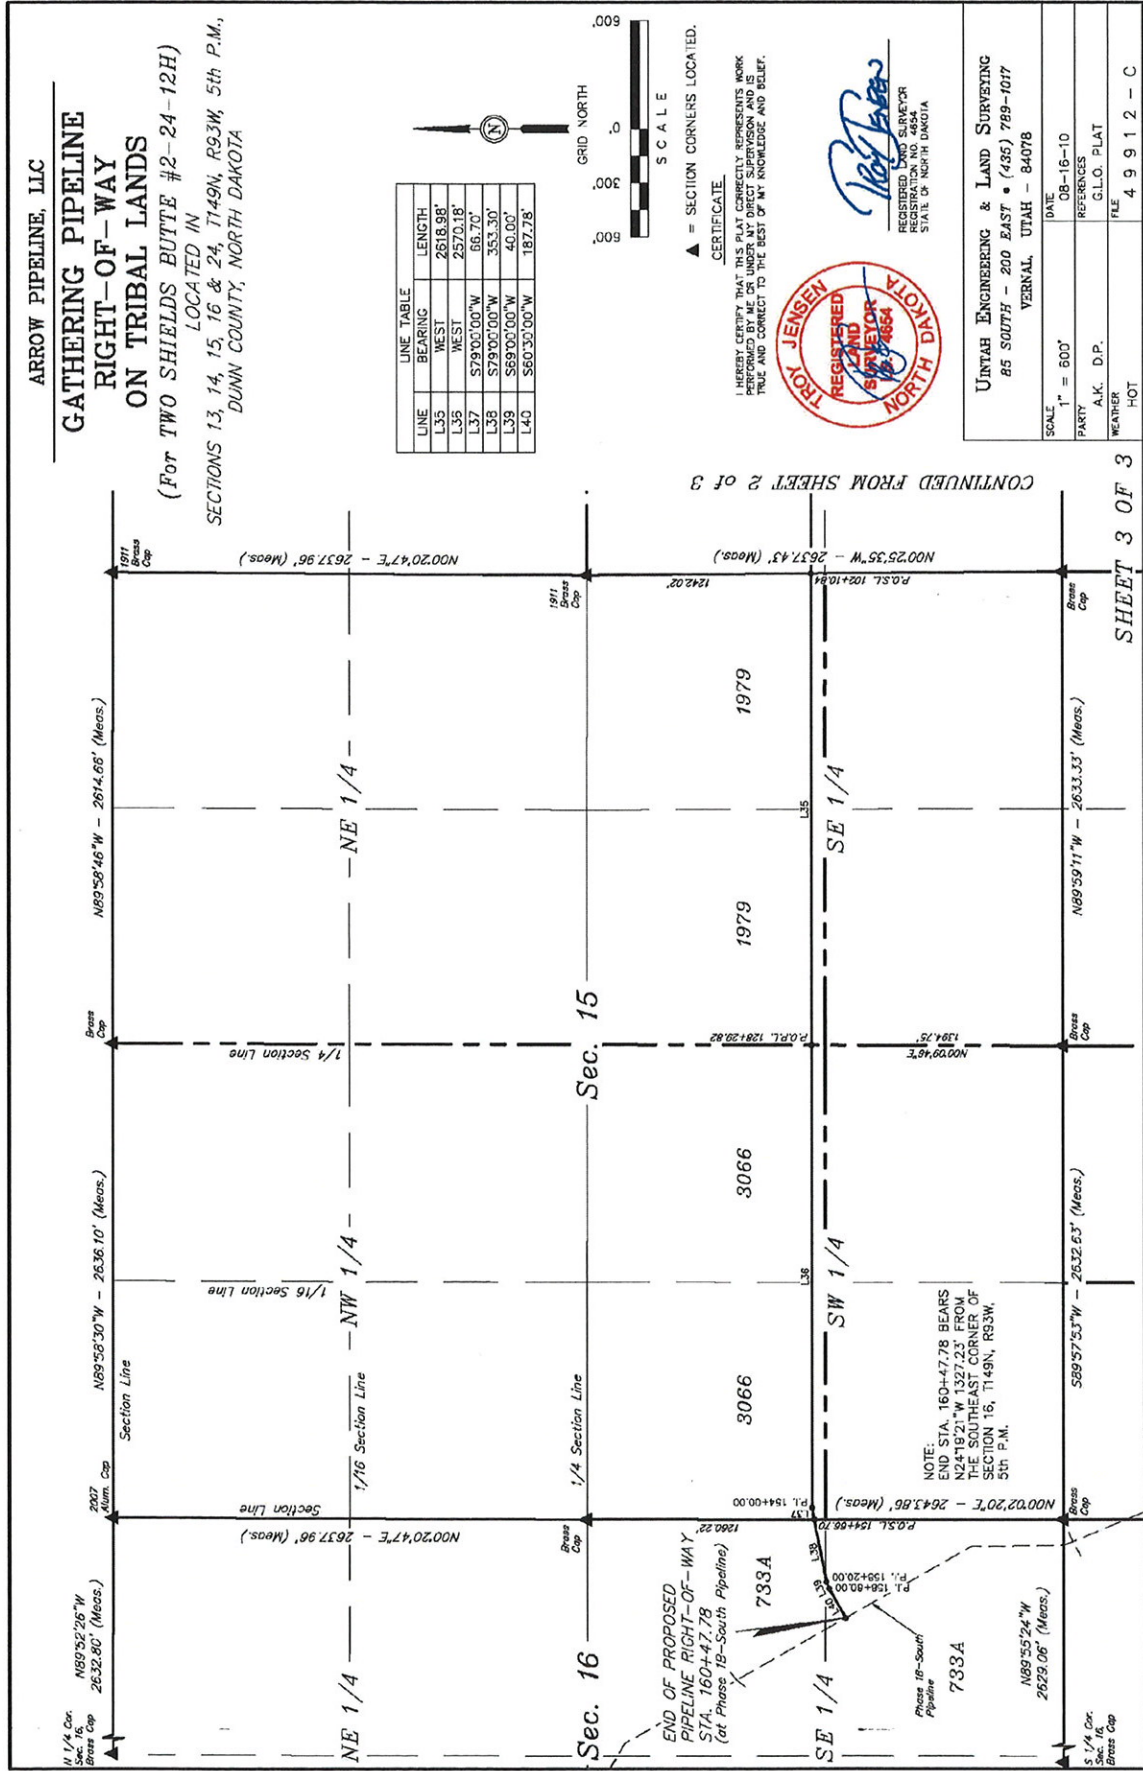 ARROW PIPELINE, LLC
GATHERING PIPELINE
RIGHT-OF-WAY
ON TRIBAL LANDS
(For TWO SHIELDS BUTTE #2-24-12H)
LOCATED IN
SECTIONS 13, 14, 15, 16 & 24, T149N, R93W, 5th P.M.,
DUNN COUNTY, NORTH DAKOTA
LINE TABLE
LINE BEARING LENGTH
L35 WEST 2618.98'
L36 WEST 2570.18'
L37 S79°00'00"W 66.70'
L38 S79°00'00"W 353.30'
L39 S69°00'00"W 40.00'
L40 S60°30'00"W 187.78'
N
GRID NORTH
600' 300' 0' 600'
SCALE
▲ = SECTION CORNERS LOCATED.
CERTIFICATE
I HEREBY CERTIFY THAT THIS PLAT CORRECTLY REPRESENTS WORK
PERFORMED BY ME OR UNDER MY DIRECT SUPERVISION AND IS
TRUE AND CORRECT TO THE BEST OF MY KNOWLEDGE AND BELIEF.
Troy Jensen
REGISTERED LAND SURVEYOR
REGISTRATION NO. 4654
STATE OF NORTH DAKOTA
TROY JENSEN
REGISTERED
LAND
SURVEYOR
NO. 4654
NORTH DAKOTA
UINTAH ENGINEERING & LAND SURVEYING
85 SOUTH - 200 EAST • (435) 789-1017
VERNAL, UTAH - 84078
SCALE
1" = 600'
DATE
08-16-10
PARTY
A.K. D.P.
REFERENCES
G.L.O. PLAT
WEATHER
HOT
FILE
49912-C
SHEET 3 OF 3
CONTINUED FROM SHEET 2 of 3
N 1/4 Cor.
Sec. 16,
Brass Cap
N89°52'26"W
2632.80' (Meas.)
2007
Alum. Cap
N89°58'30"W - 2636.10' (Meas.)
Section Line
Brass
Cap
N89°58'46"W - 2614.66' (Meas.)
1911
Brass
Cap
N00°20'47"E - 2637.96' (Meas.)
Section Line
1/16 Section Line
1/4 Section Line
N00°20'47"E - 2637.96' (Meas.)
NE 1/4
1/16 Section Line
NW 1/4
NE 1/4
Brass
Cap
1/4 Section Line
1911
Brass
Cap
Sec. 16
Sec. 15
END OF PROPOSED
PIPELINE RIGHT-OF-WAY
STA. 160+47.78
(at Phase 1B-South Pipeline)
1260.22'
P.I. 154+00.00
P.O.¼L. 128+29.82
1242.02'
733A
3066
3066
1979
1979
L40
L39
L38
L37
L36
L35
P.I. 158+60.00
P.I. 158+20.00
P.O.S.L. 154+66.70
P.O.S.L. 102+10.84
SE 1/4
SW 1/4
SE 1/4
Phase 1B-South
Pipeline
733A
N00°02'20"E - 2643.86' (Meas.)
NOTE:
END STA. 160+47.78 BEARS
N24°19'21"W 1327.23' FROM
THE SOUTHEAST CORNER OF
SECTION 16, T149N, R93W,
5th P.M.
N00°09'46"E
1394.75'
N00°25'35"W - 2637.43' (Meas.)
S 1/4 Cor.
Sec. 16,
Brass Cap
N89°55'24"W
2629.06' (Meas.)
Brass
Cap
S89°57'53"W - 2632.63' (Meas.)
Brass
Cap
N89°59'11"W - 2633.33' (Meas.)
Brass
Cap